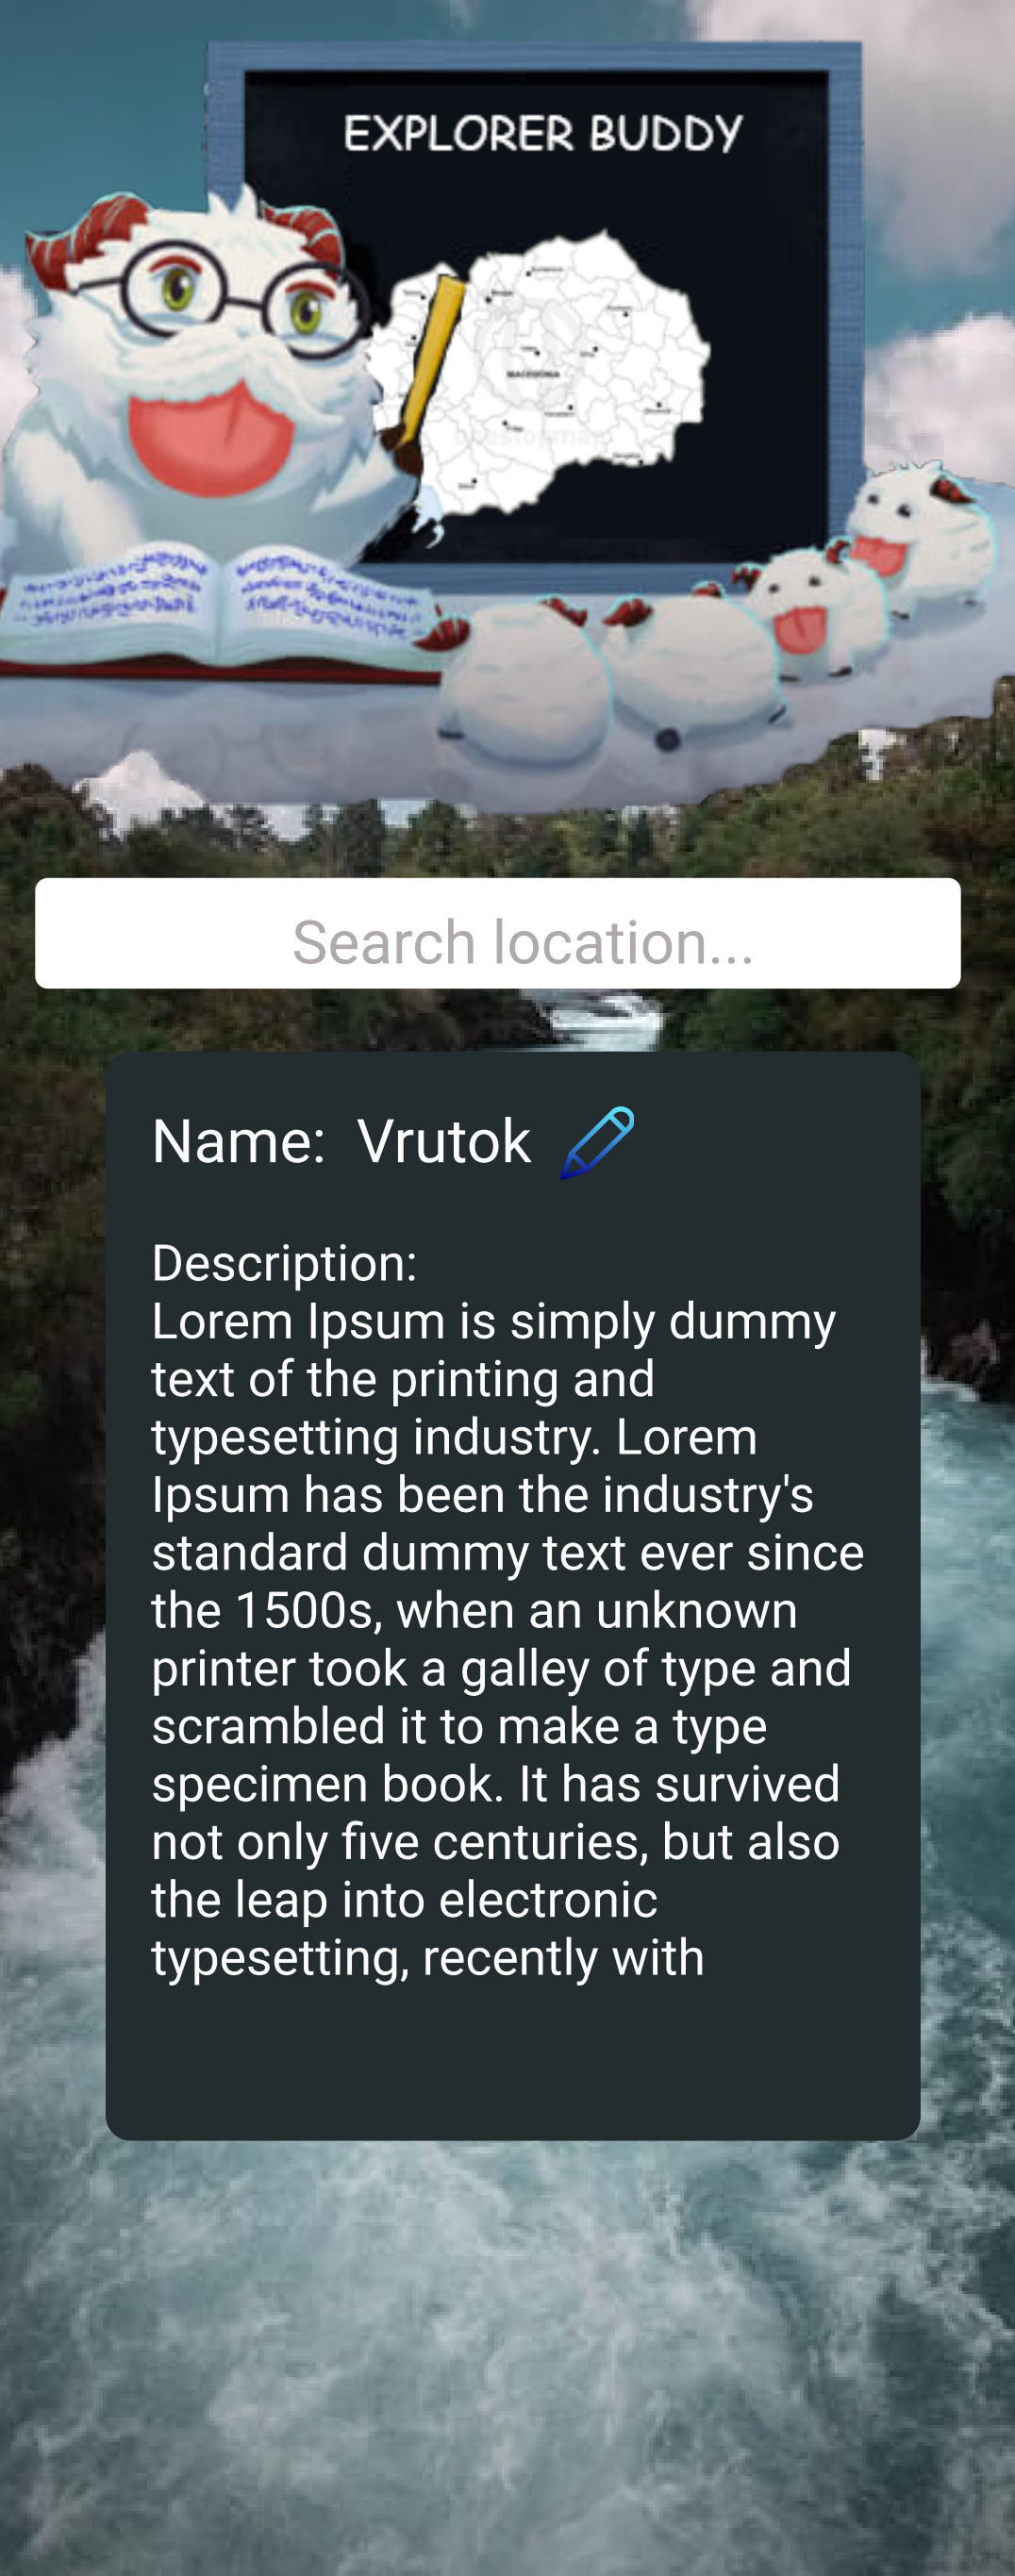 EXPLORER BUDDY
MACEDONIA
Search location...
Name: Vrutok
Description:
Lorem Ipsum is simply dummy
text of the printing and
typesetting industry. Lorem
Ipsum has been the industry's
standard dummy text ever since
the 1500s, when an unknown
printer took a galley of type and
scrambled it to make a type
specimen book. It has survived
not only five centuries, but also
the leap into electronic
typesetting, recently with